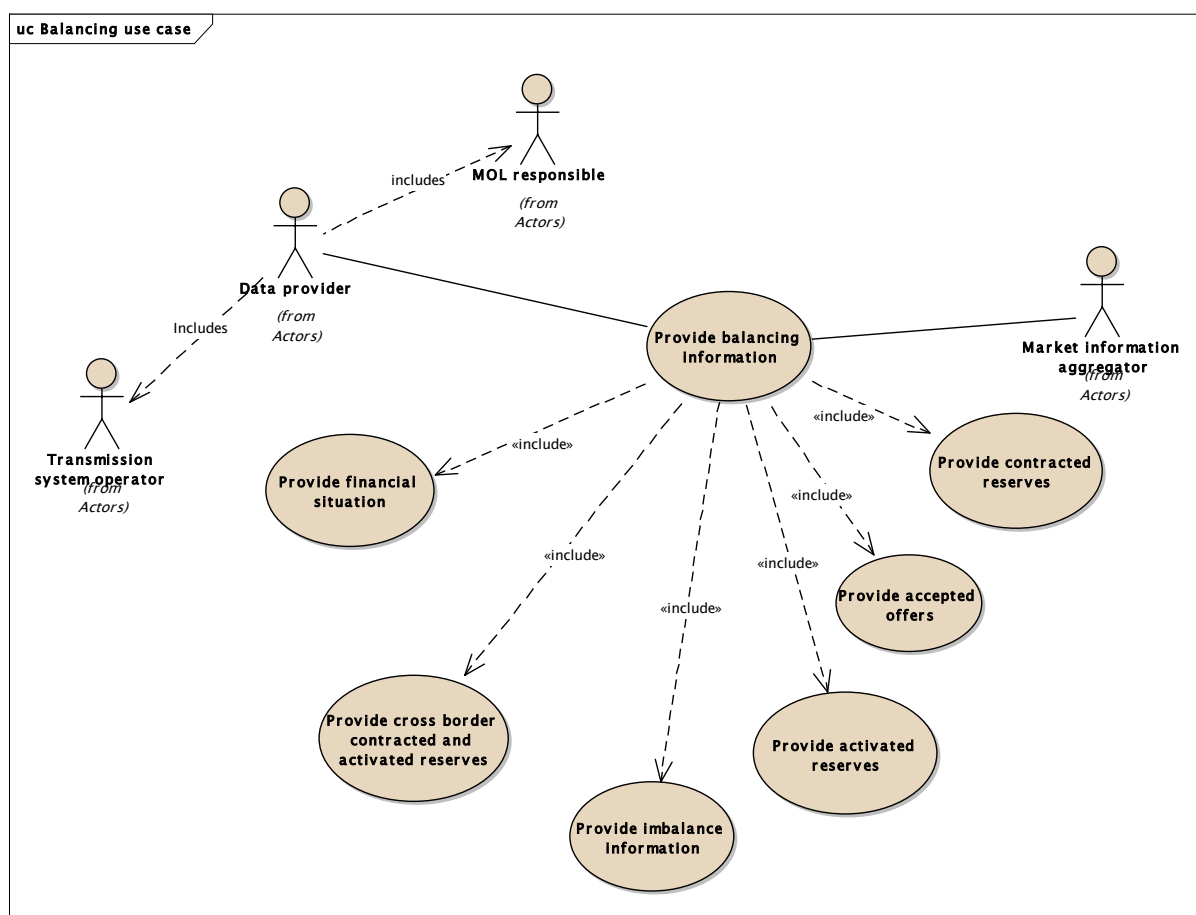 uc Balancing use case
MOL responsible
(from
Actors)
includes
Data provider
(from
Actors)
Includes
Transmission
system operator
(from
Actors)
Provide balancing
information
Market information
aggregator
(from
Actors)
«include»
«include»
«include»
«include»
«include»
«include»
Provide financial
situation
Provide contracted
reserves
Provide accepted
offers
Provide cross border
contracted and
activated reserves
Provide activated
reserves
Provide imbalance
information